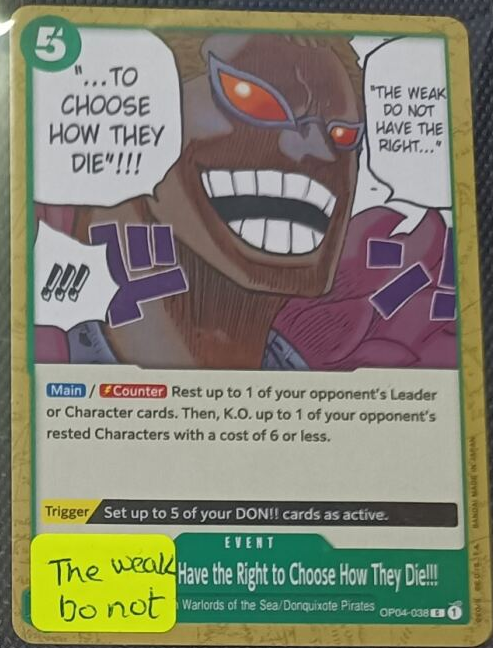 5
"THE WEAK
DO NOT
HAVE THE
RIGHT..."
"...TO
CHOOSE
HOW THEY
DIE"!!!
!!!
Main / Counter Rest up to 1 of your opponent's Leader
or Character cards. Then, K.O. up to 1 of your opponent's
rested Characters with a cost of 6 or less.
Trigger Set up to 5 of your DON!! cards as active.
EVENT
The weak
Do not
Have the Right to Choose How They Die!!!
Warlords of the Sea/Donquixote Pirates
OP04-038 C 1
BANDAI MADE IN JAPAN